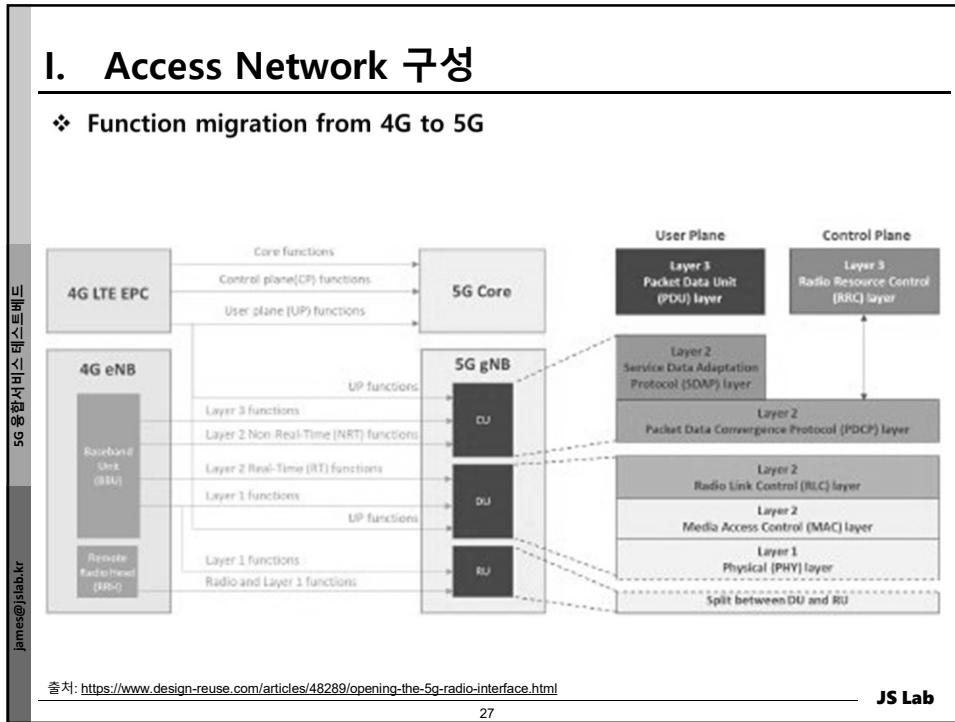 I. Access Network 구성
❖ Function migration from 4G to 5G
4G LTE EPC
Core functions
Control plane(CP) functions
User plane (UP) functions
5G Core
4G eNB
Baseband
Unit
(BBU)
Remote
Radio Head
(RRH)
UP functions
Layer 3 functions
Layer 2 Non-Real-Time (NRT) functions
Layer 2 Real-Time (RT) functions
Layer 1 functions
UP functions
Layer 1 functions
Radio and Layer 1 functions
5G gNB
CU
DU
RU
User Plane
Control Plane
Layer 3
Packet Data Unit
(PDU) layer
Layer 3
Radio Resource Control
(RRC) layer
Layer 2
Service Data Adaptation
Protocol (SDAP) layer
Layer 2
Packet Data Convergence Protocol (PDCP) layer
Layer 2
Radio Link Control (RLC) layer
Layer 2
Media Access Control (MAC) layer
Layer 1
Physical (PHY) layer
Split between DU and RU
5G 융합서비스 테스트베드
james@jslab.kr
출처: https://www.design-reuse.com/articles/48289/opening-the-5g-radio-interface.html
JS Lab
27